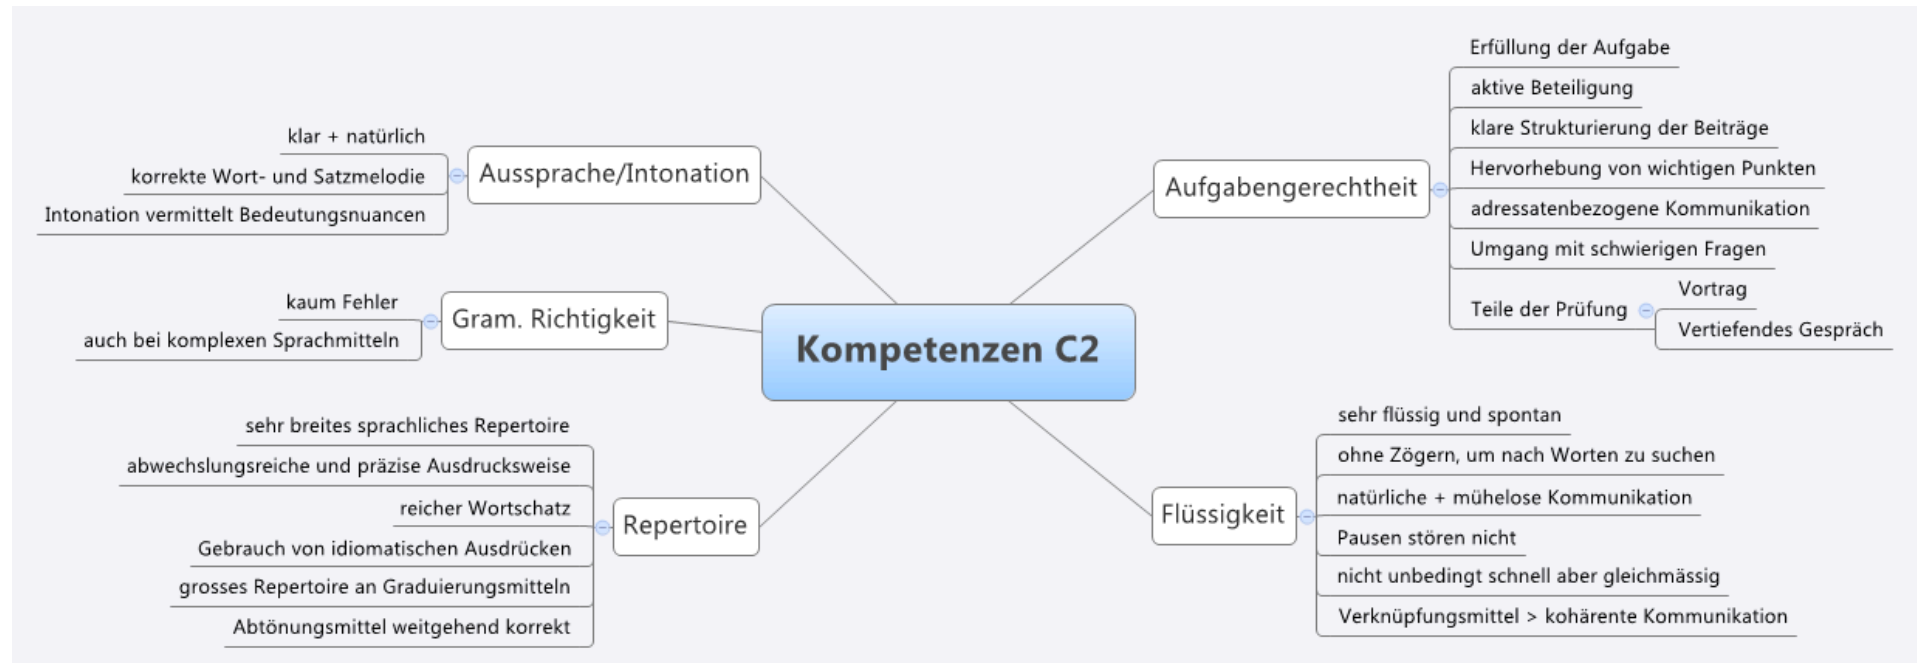 Kompetenzen C2
Aussprache/Intonation
klar + natürlich
korrekte Wort- und Satzmelodie
Intonation vermittelt Bedeutungsnuancen
Gram. Richtigkeit
kaum Fehler
auch bei komplexen Sprachmitteln
Repertoire
sehr breites sprachliches Repertoire
abwechslungsreiche und präzise Ausdrucksweise
reicher Wortschatz
Gebrauch von idiomatischen Ausdrücken
grosses Repertoire an Graduierungsmitteln
Abtönungsmittel weitgehend korrekt
Aufgabengerechtheit
Erfüllung der Aufgabe
aktive Beteiligung
klare Strukturierung der Beiträge
Hervorhebung von wichtigen Punkten
adressatenbezogene Kommunikation
Umgang mit schwierigen Fragen
Teile der Prüfung
Vortrag
Vertiefendes Gespräch
Flüssigkeit
sehr flüssig und spontan
ohne Zögern, um nach Worten zu suchen
natürliche + mühelose Kommunikation
Pausen stören nicht
nicht unbedingt schnell aber gleichmässig
Verknüpfungsmittel > kohärente Kommunikation